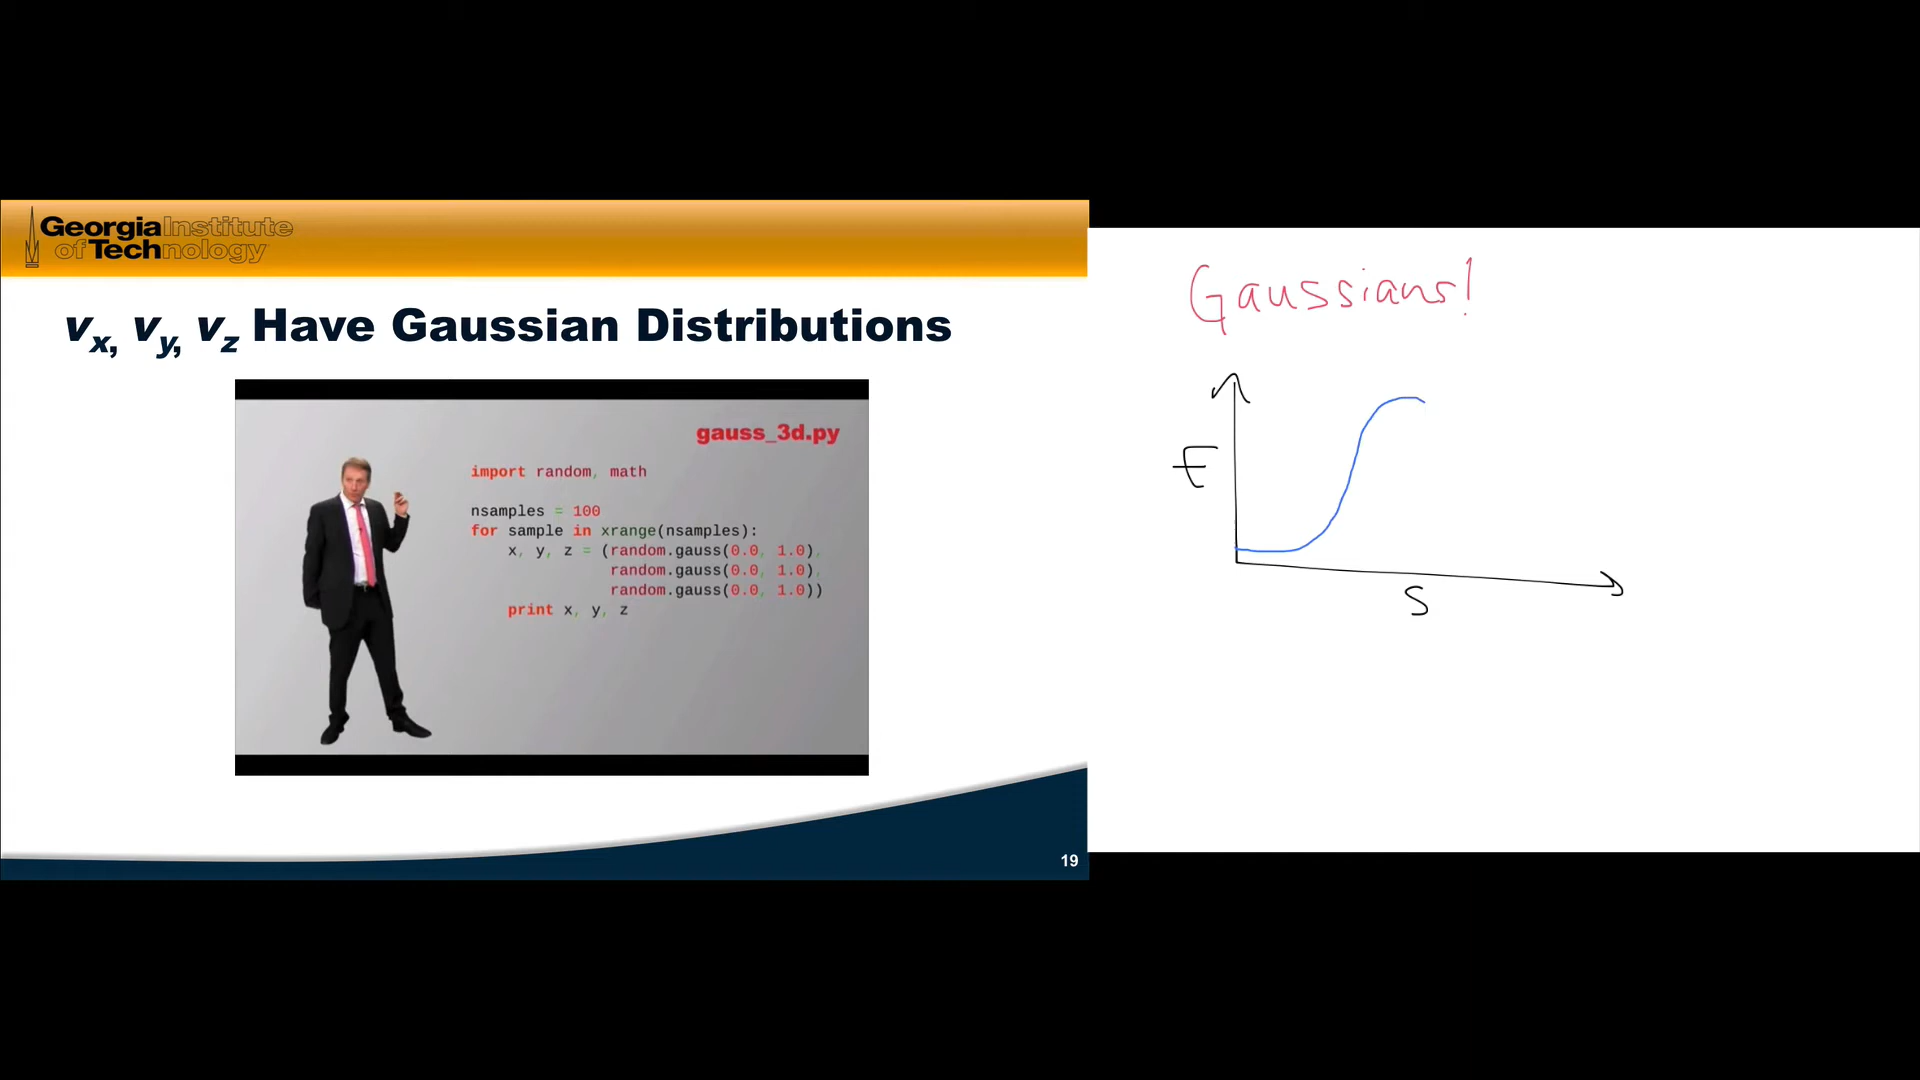 Georgia Institute
of Technology
vx, vy, vz Have Gaussian Distributions
gauss_3d.py
import random, math
nsamples = 100
for sample in xrange(nsamples):
x, y, z = (random.gauss(0.0, 1.0),
random.gauss(0.0, 1.0),
random.gauss(0.0, 1.0))
print x, y, z
19
Gaussians!
E
S